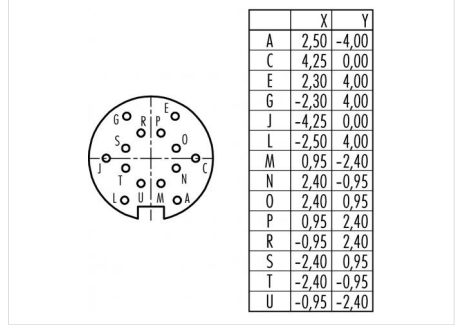 E
G
R P
S
O
J
C
T
N
L U M A
X Y
A 2,50 -4,00
C 4,25 0,00
E 2,30 4,00
G -2,30 4,00
J -4,25 0,00
L -2,50 4,00
M 0,95 -2,40
N 2,40 -0,95
O 2,40 0,95
P 0,95 2,40
R -0,95 2,40
S -2,40 0,95
T -2,40 -0,95
U -0,95 -2,40